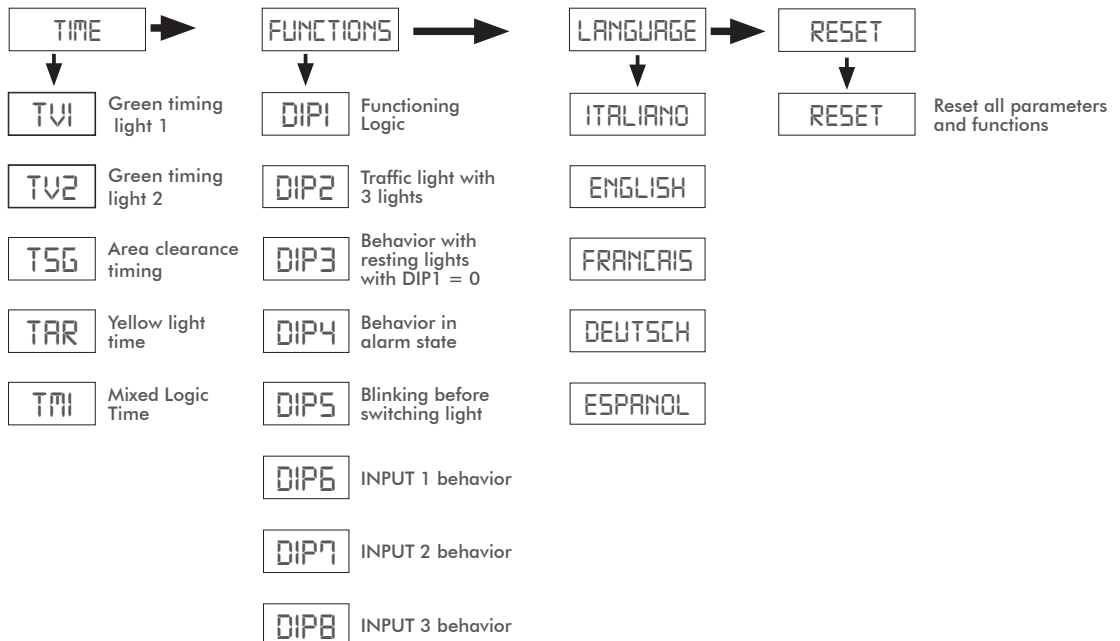 TIME
FUNCTIONS
LANGUAGE
RESET
TV1
Green timing
light 1
TV2
Green timing
light 2
TSG
Area clearance
timing
TAR
Yellow light
time
TMI
Mixed Logic
Time
DIP1
Functioning
Logic
DIP2
Traffic light with
3 lights
DIP3
Behavior with
resting lights
with DIP1 = 0
DIP4
Behavior in
alarm state
DIP5
Blinking before
switching light
DIP6
INPUT 1 behavior
DIP7
INPUT 2 behavior
DIP8
INPUT 3 behavior
ITALIANO
ENGLISH
FRANCAIS
DEUTSCH
ESPANOL
RESET
Reset all parameters
and functions